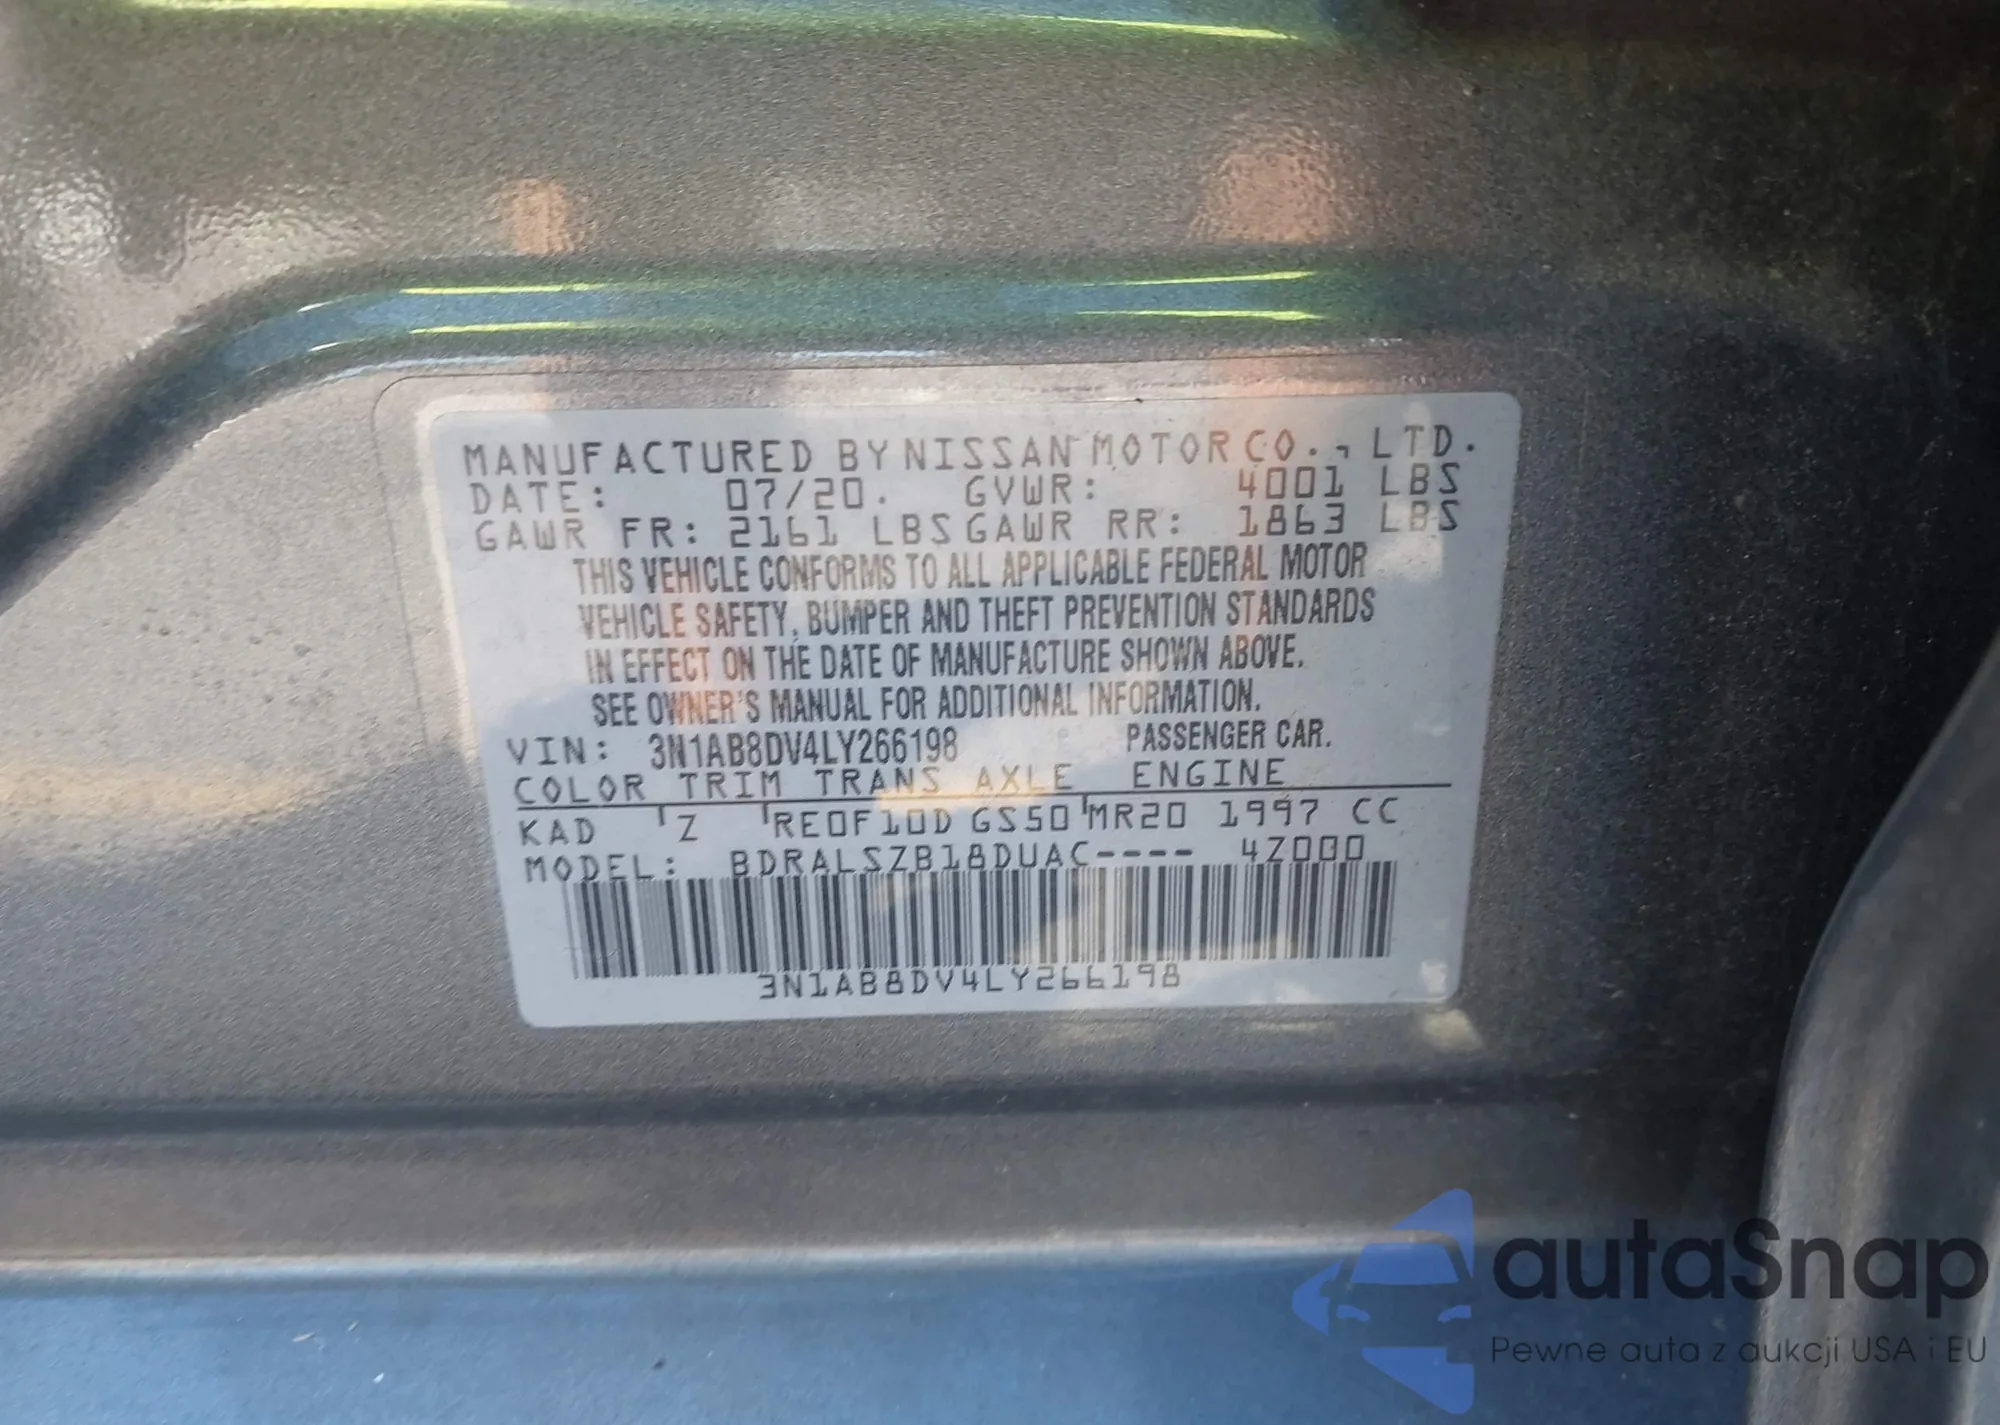 MANUFACTURED BY NISSAN MOTOR CO., LTD.
DATE: 07/20. GVWR: 4001 LBS
GAWR FR: 2161 LBS GAWR RR: 1863 LBS
THIS VEHICLE CONFORMS TO ALL APPLICABLE FEDERAL MOTOR
VEHICLE SAFETY, BUMPER AND THEFT PREVENTION STANDARDS
IN EFFECT ON THE DATE OF MANUFACTURE SHOWN ABOVE.
SEE OWNER'S MANUAL FOR ADDITIONAL INFORMATION.
VIN: 3N1AB8DV4LY266198 PASSENGER CAR.
COLOR TRIM TRANS AXLE ENGINE
KAD Z RE0F10D GS50 MR20 1997 CC
MODEL: BDRALSZB18DUAC---- 4Z000
3N1AB8DV4LY266198
autaSnap
Pewne auta z aukcji USA i EU